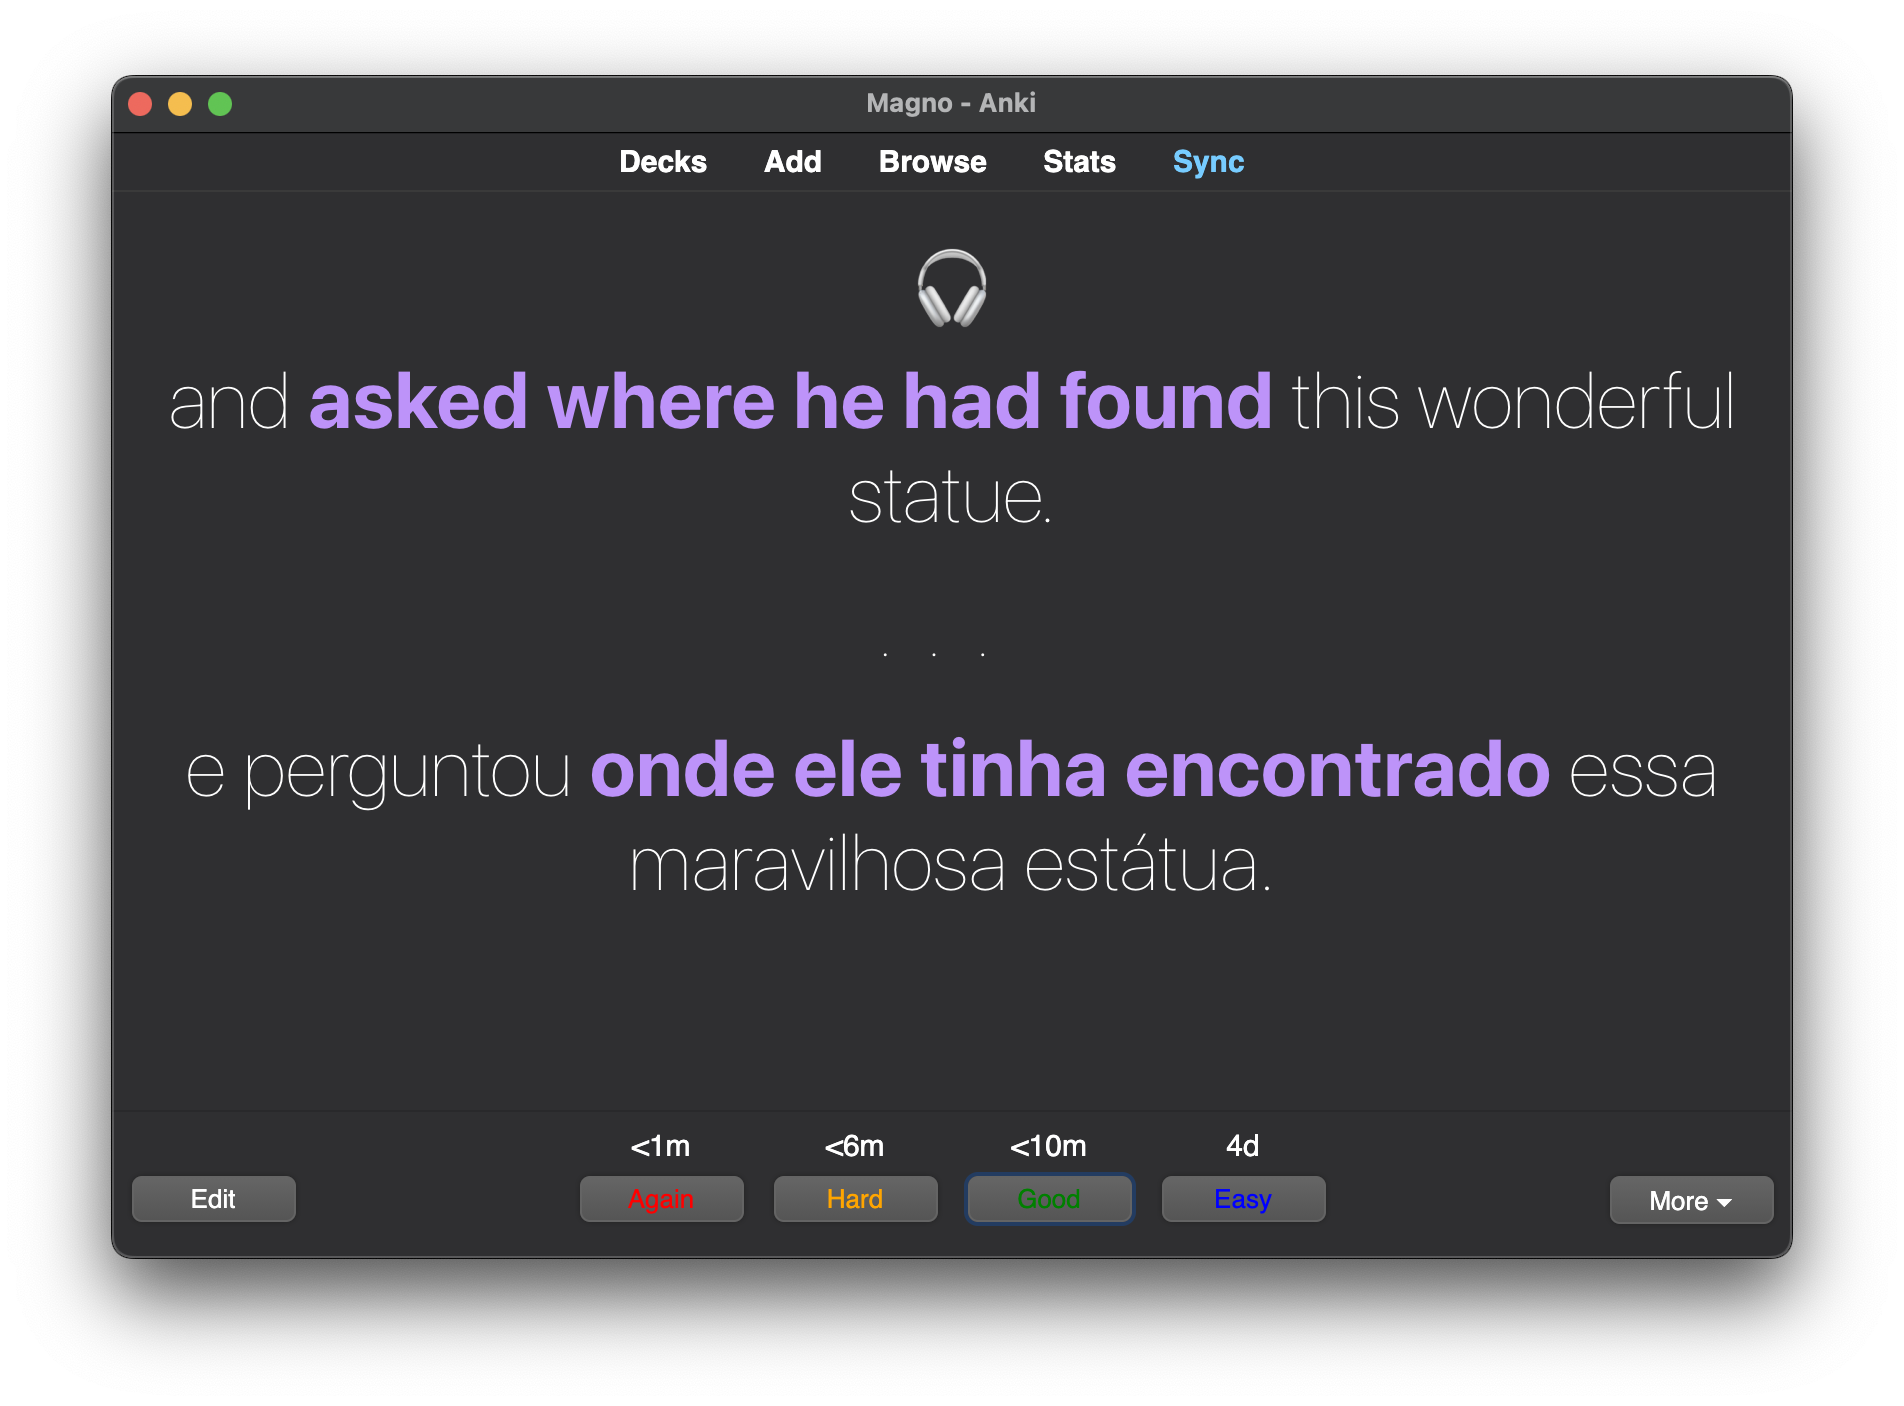 Magno - Anki
Decks Add Browse Stats Sync
and asked where he had found this wonderful
statue.
. . .
e perguntou onde ele tinha encontrado essa
maravilhosa estátua.
<1m <6m <10m 4d
Edit Again Hard Good Easy More